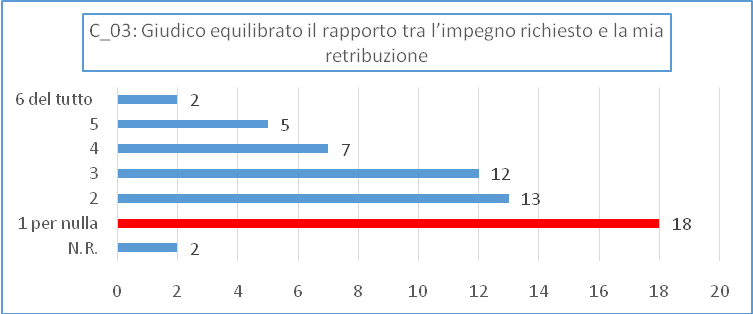 C_03: Giudico equilibrato il rapporto tra l'impegno richiesto e la mia
retribuzione
6 del tutto 2
5 5
4 7
3 12
2 13
1 per nulla 18
N.R. 2
0 2 4 6 8 10 12 14 16 18 20